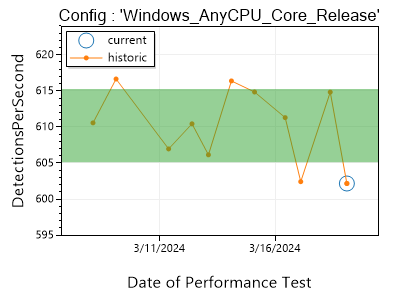 Config : 'Windows_AnyCPU_Core_Release'
current
historic
DetectionsPerSecond
620
615
610
605
600
595
3/11/2024
3/16/2024
Date of Performance Test